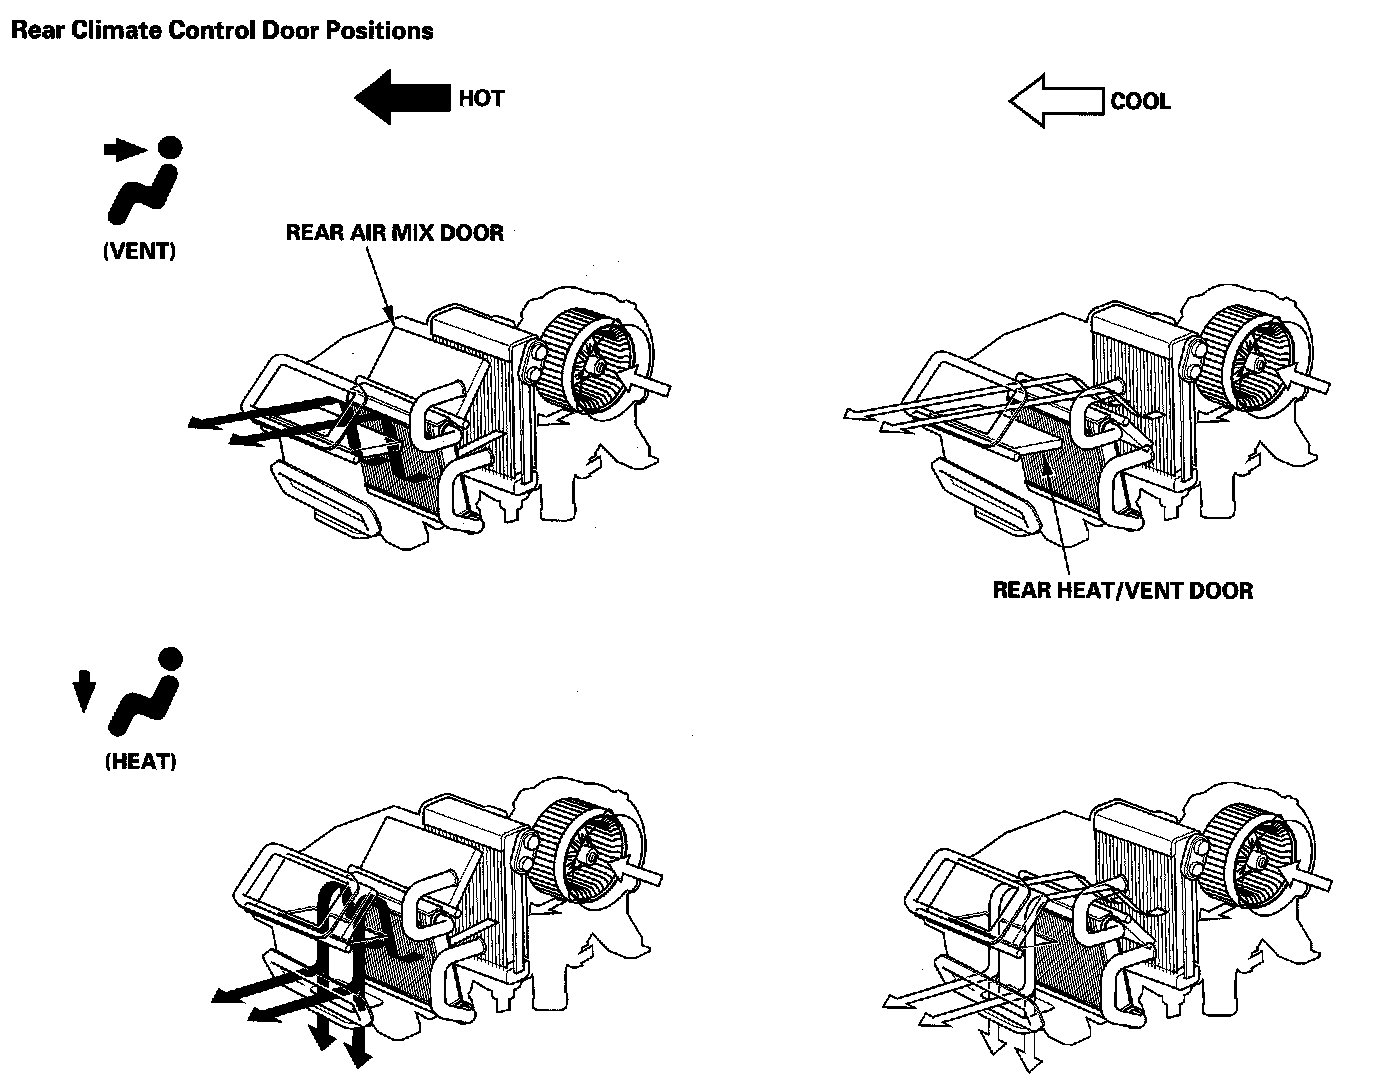 Rear Climate Control Door Positions
HOT
COOL
(VENT)
REAR AIR MIX DOOR
REAR HEAT/VENT DOOR
(HEAT)